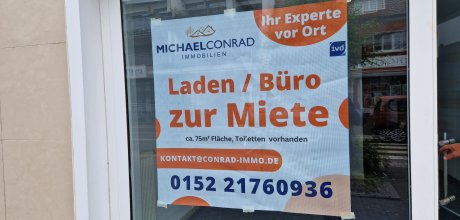 MICHAELCONRAD
IMMOBILIEN
Ihr Experte
vor Ort
ivd
Laden / Büro
zur Miete
ca. 75m² Fläche, Toiletten vorhanden
KONTAKT@CONRAD-IMMO.DE
0152 21760936